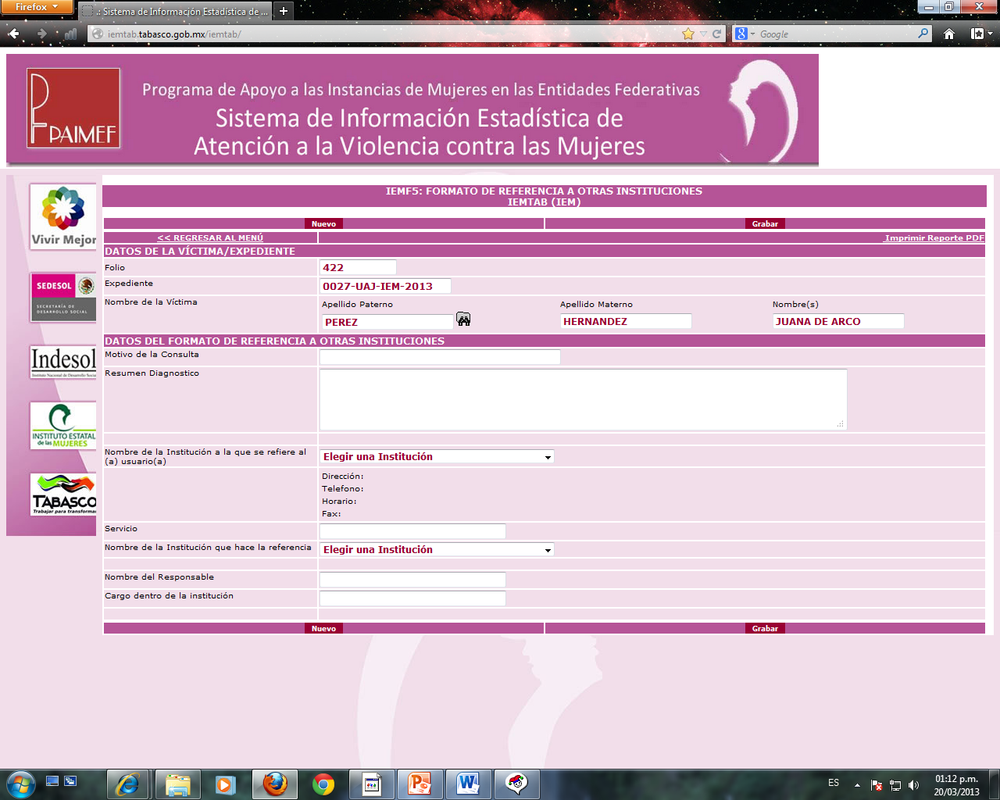 Firefox
.: Sistema de Información Estadística de ...
iemtab.tabasco.gob.mx/iemtab/
Google
PAIMEF
Programa de Apoyo a las Instancias de Mujeres en las Entidades Federativas
Sistema de Información Estadística de
Atención a la Violencia contra las Mujeres
Vivir Mejor
SEDESOL
SECRETARÍA DE
DESARROLLO SOCIAL
Indesol
Instituto Nacional de Desarrollo Social
INSTITUTO ESTATAL
de las MUJERES
TABASCO
Trabajar para transformar
IEMF5: FORMATO DE REFERENCIA A OTRAS INSTITUCIONES
IEMTAB (IEM)
Nuevo Grabar
<< REGRESAR AL MENÚ Imprimir Reporte PDF
DATOS DE LA VÍCTIMA/EXPEDIENTE
Folio 422
Expediente 0027-UAJ-IEM-2013
Nombre de la Víctima Apellido Paterno Apellido Materno Nombre(s)
PEREZ HERNANDEZ JUANA DE ARCO
DATOS DEL FORMATO DE REFERENCIA A OTRAS INSTITUCIONES
Motivo de la Consulta
Resumen Diagnostico
Nombre de la Institución a la que se refiere al
(a) usuario(a)
Elegir una Institución
Dirección:
Telefono:
Horario:
Fax:
Servicio
Nombre de la Institución que hace la referencia Elegir una Institución
Nombre del Responsable
Cargo dentro de la institución
Nuevo Grabar
ES
01:12 p.m.
20/03/2013